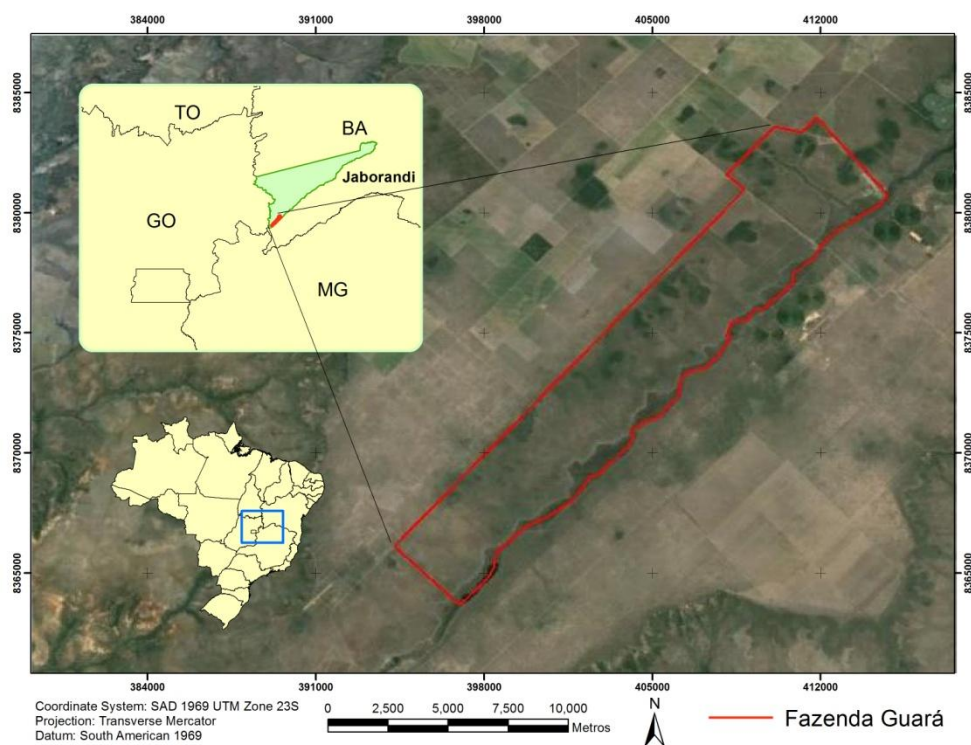 384000 391000 398000 405000 412000
8385000 8385000
TO
BA
Jaborandi
8380000 8380000
GO
MG
8375000 8375000
8370000 8370000
8365000 8365000
384000 391000 398000 405000 412000
Coordinate System: SAD 1969 UTM Zone 23S
Projection: Transverse Mercator
Datum: South American 1969
0 2,500 5,000 7,500 10,000
Metros
N
Fazenda Guará